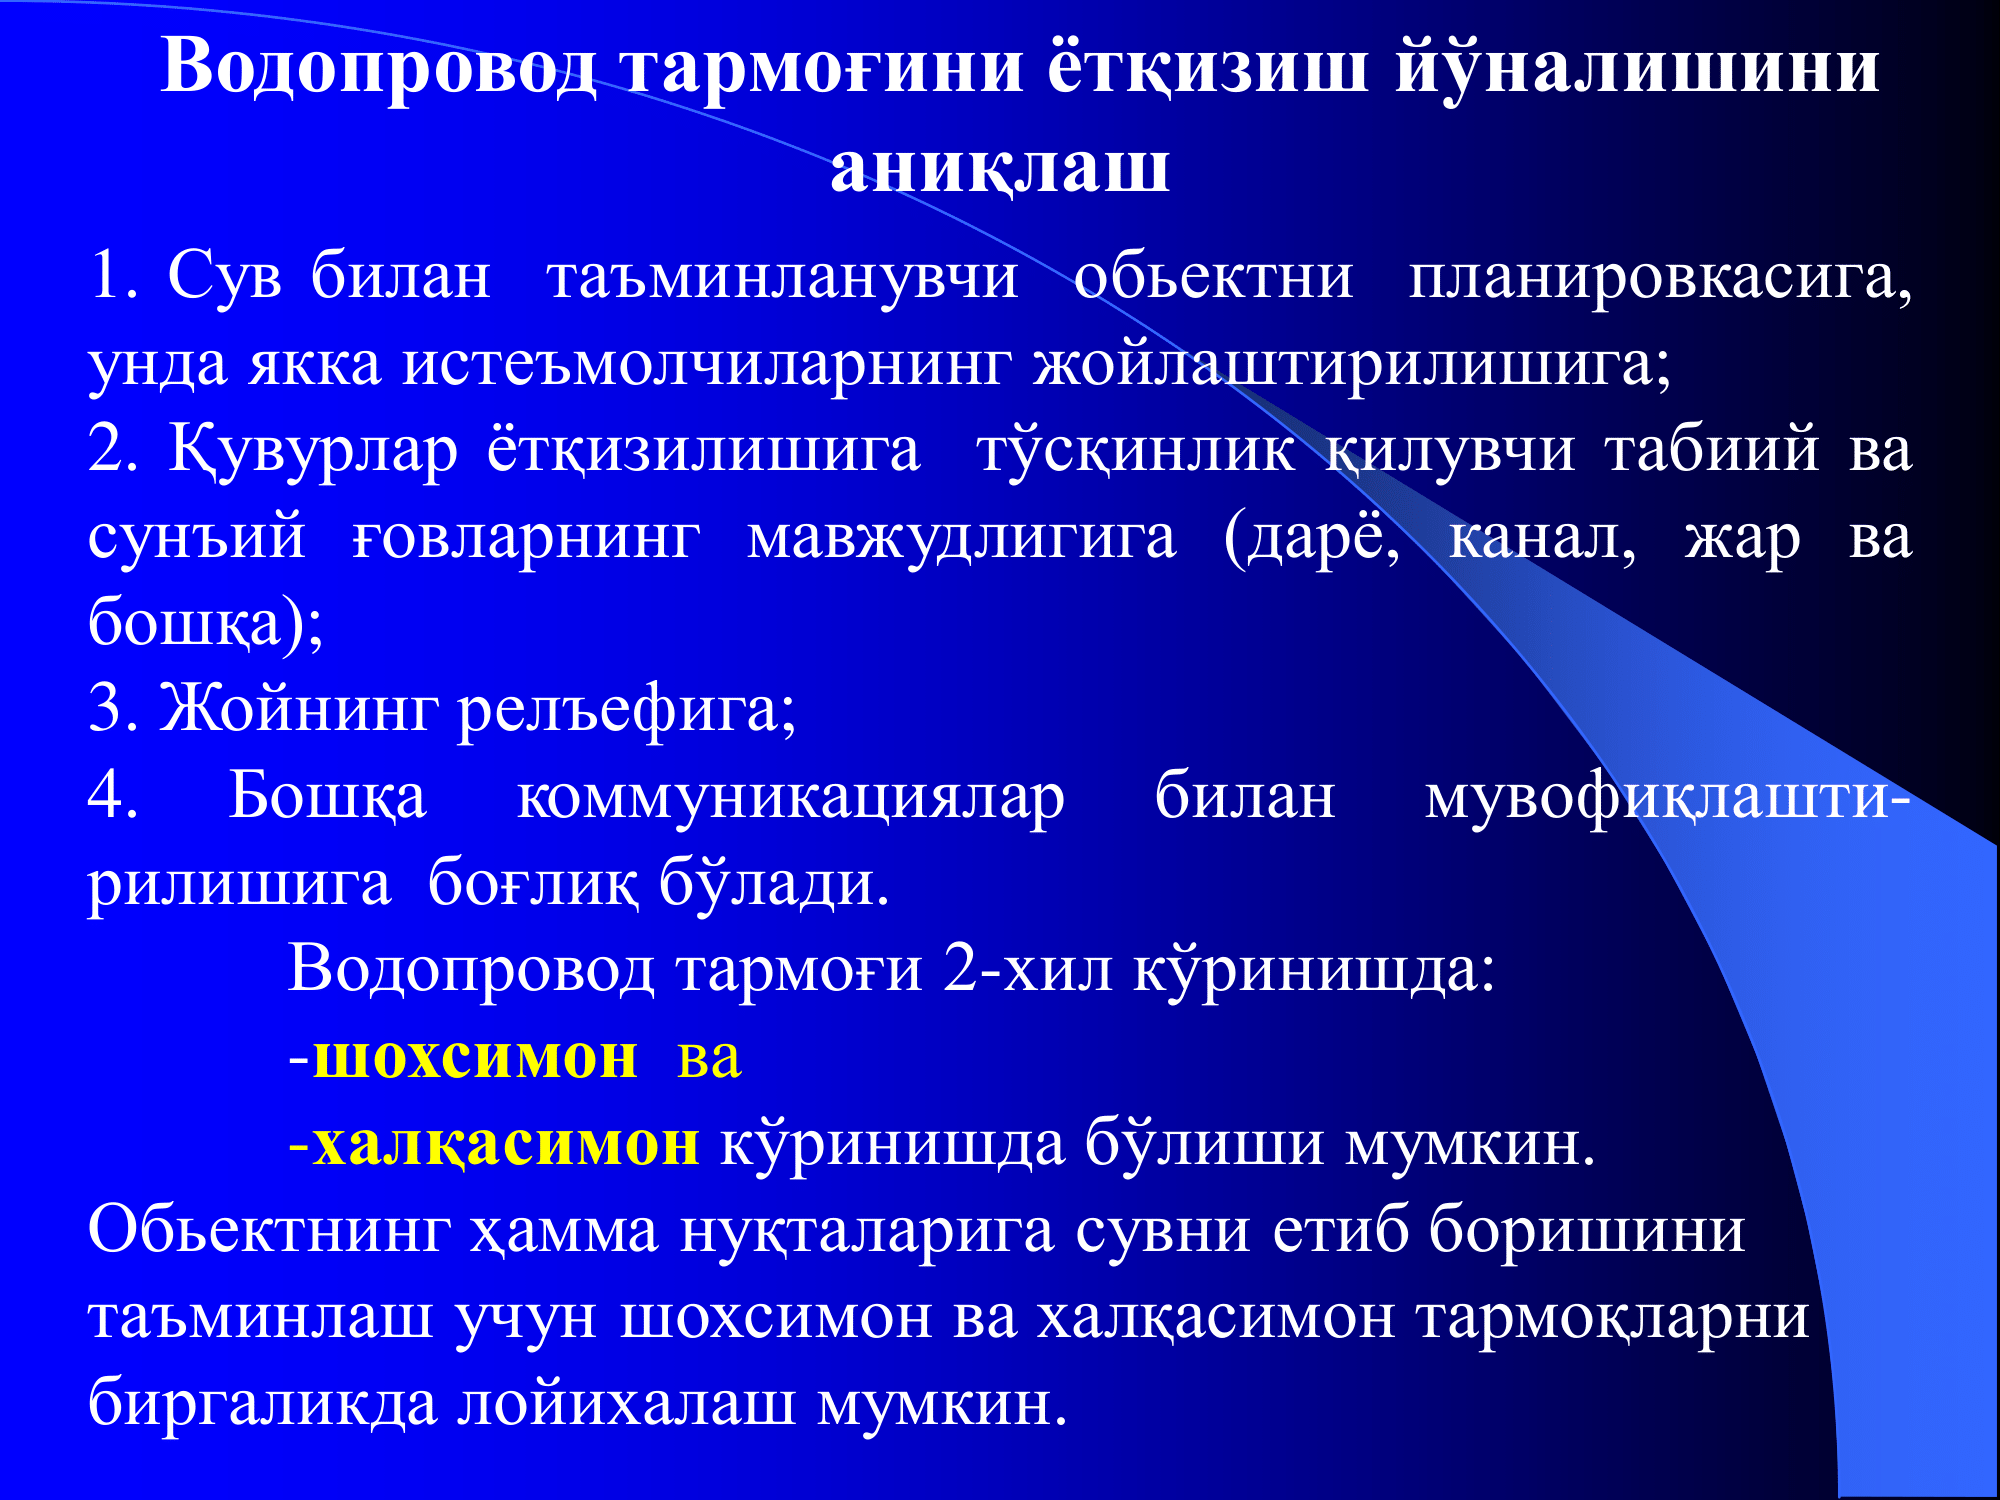 Водопровод тармоғини ётқизиш йўналишини
аниқлаш
1. Сув билан таъминланувчи обьектни планировкасига,
унда якка истеъмолчиларнинг жойлаштирилишига;
2. Қувурлар ётқизилишига тўсқинлик қилувчи табиий ва
сунъий ғовларнинг мавжудлигига (дарё, канал, жар ва
бошқа);
3. Жойнинг релъефига;
4. Бошқа коммуникациялар билан мувофиқлашти-
рилишига боғлиқ бўлади.
Водопровод тармоғи 2-хил кўринишда:
-шохсимон ва
-халқасимон кўринишда бўлиши мумкин.
Обьектнинг ҳамма нуқталарига сувни етиб боришини
таъминлаш учун шохсимон ва халқасимон тармоқларни
биргаликда лойихалаш мумкин.